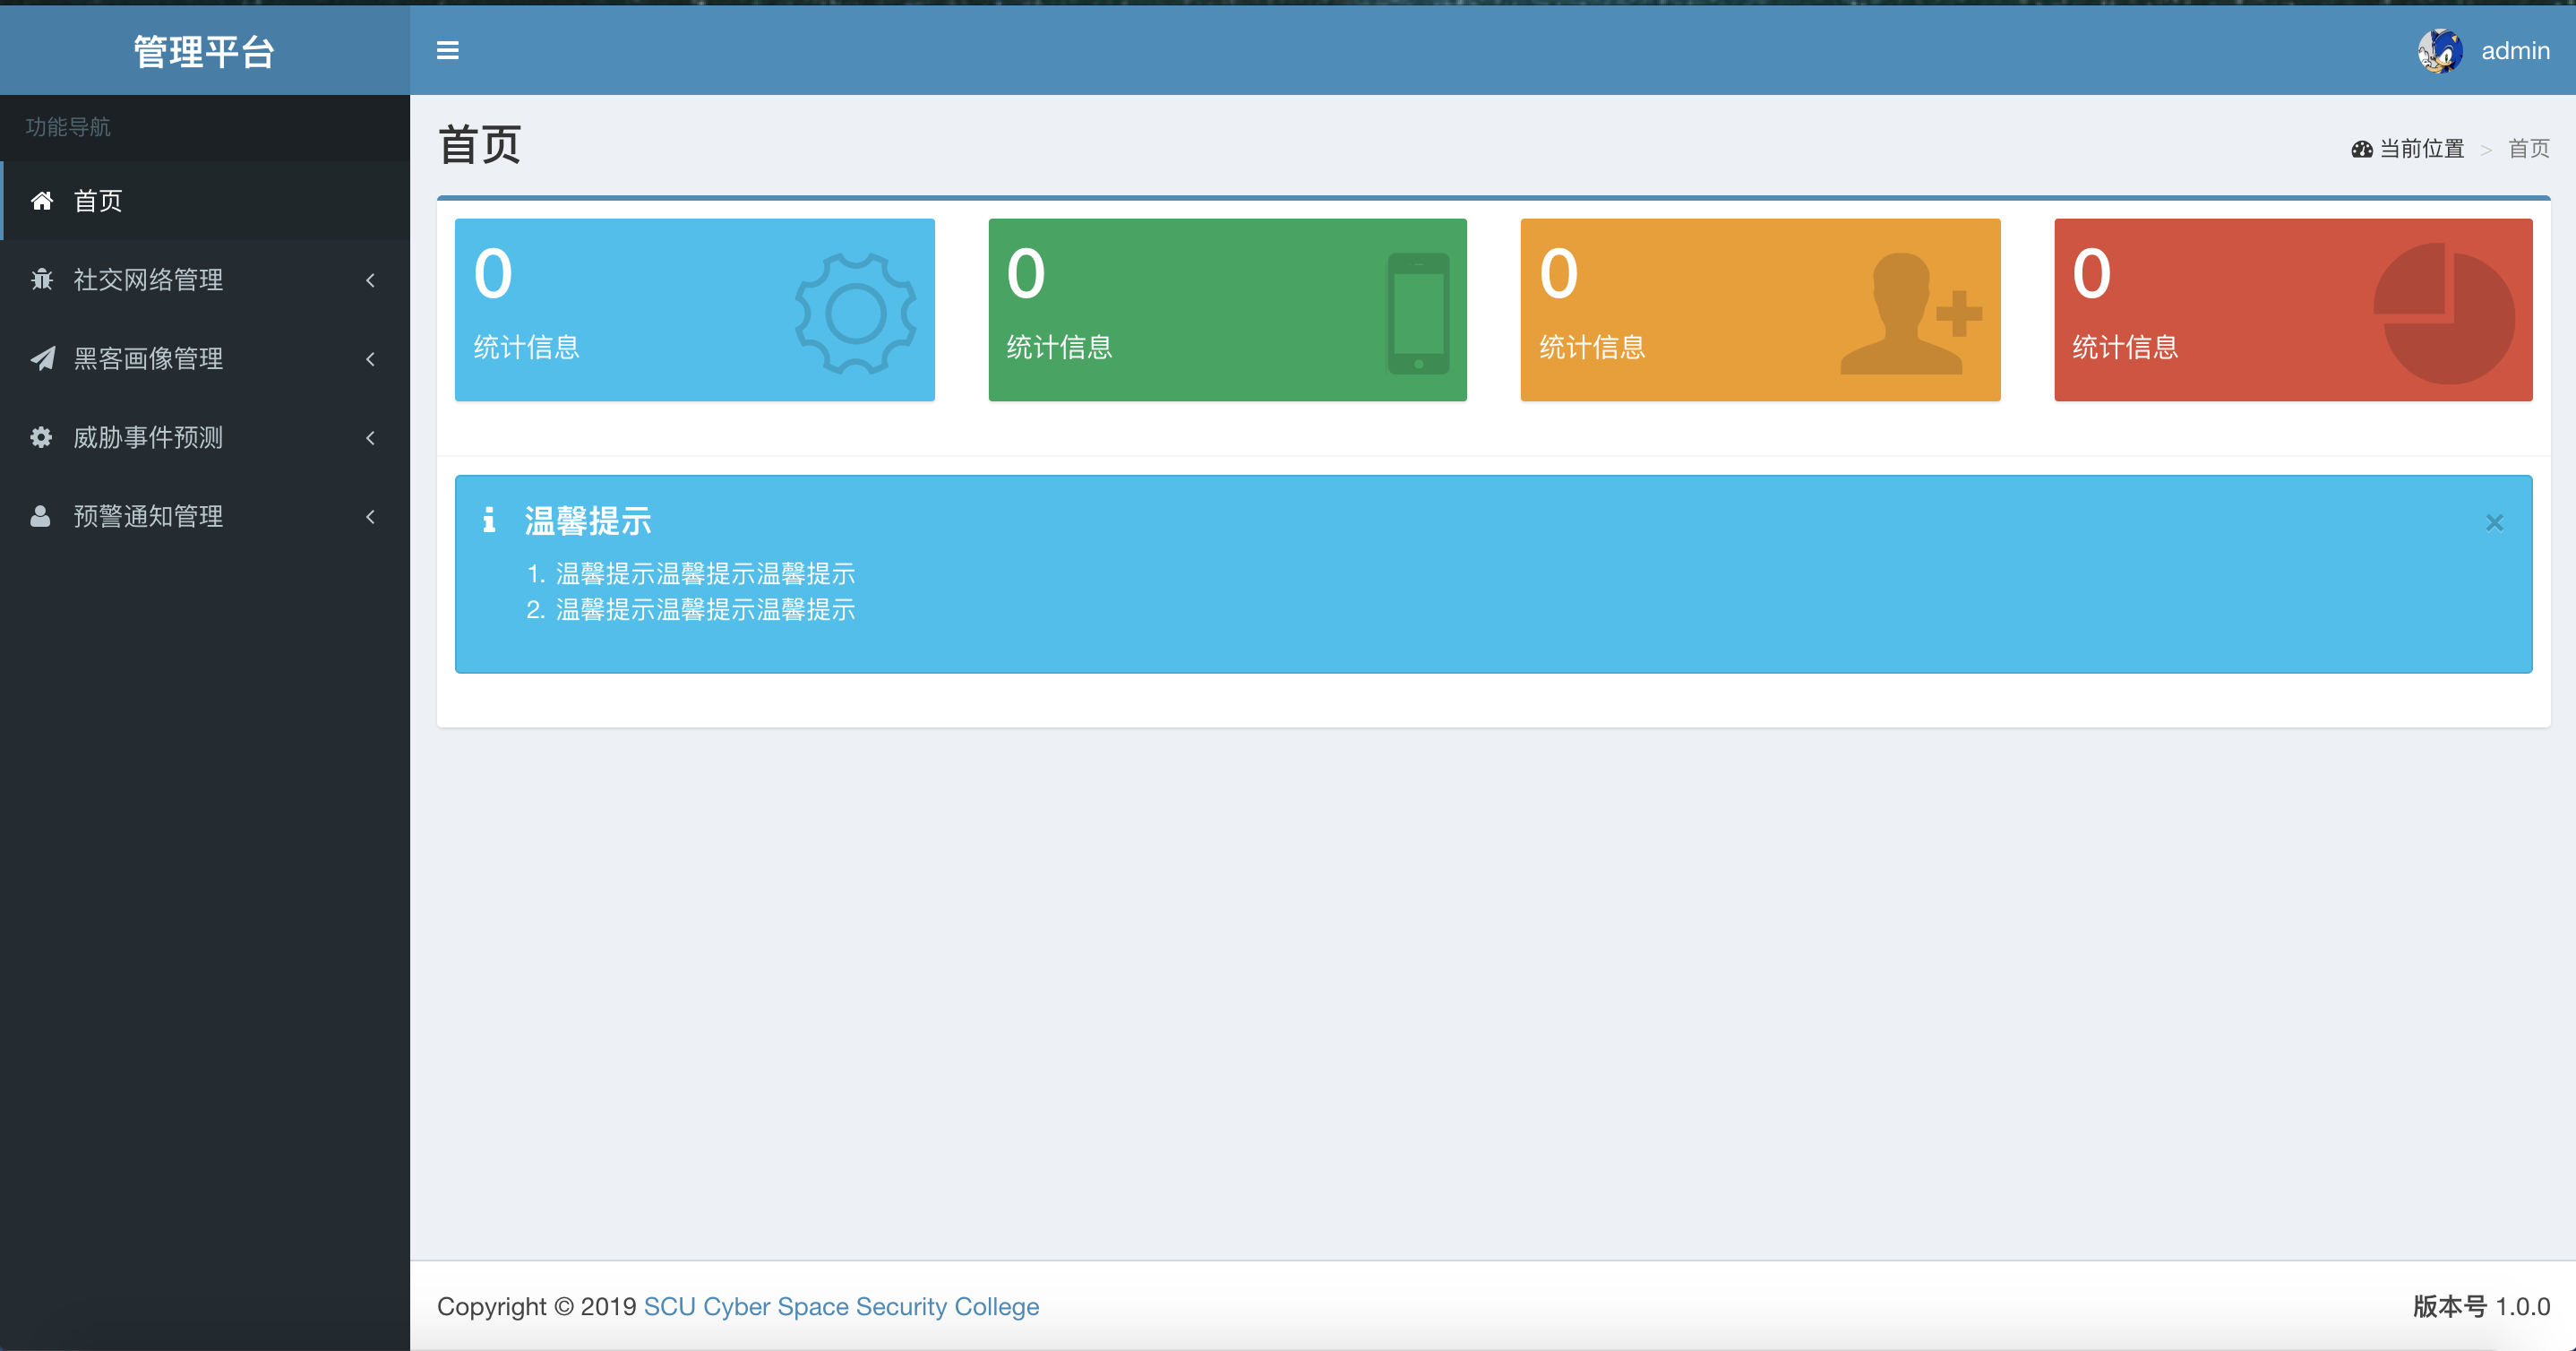 管理平台
admin
功能导航
首页
社交网络管理
黑客画像管理
威胁事件预测
预警通知管理
首页
当前位置 > 首页
0
统计信息
0
统计信息
0
统计信息
0
统计信息
温馨提示
×
1. 温馨提示温馨提示温馨提示
2. 温馨提示温馨提示温馨提示
Copyright © 2019 SCU Cyber Space Security College
版本号 1.0.0